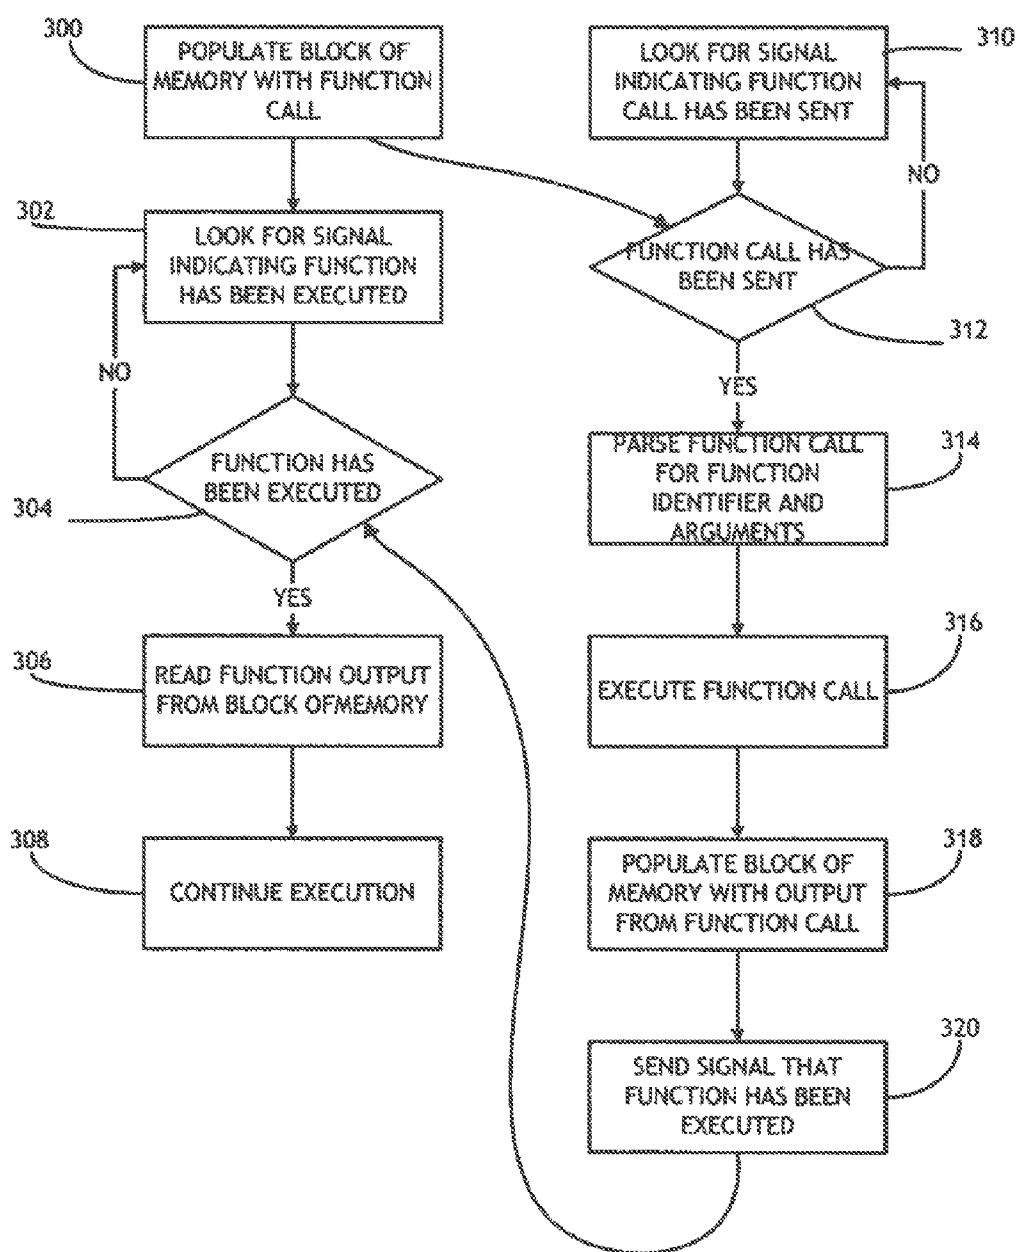 300
POPULATE BLOCK OF
MEMORY WITH FUNCTION
CALL
302
LOOK FOR SIGNAL
INDICATING FUNCTION
HAS BEEN EXECUTED
NO
FUNCTION HAS
BEEN EXECUTED
304
YES
306
READ FUNCTION OUTPUT
FROM BLOCK OFMEMORY
308
CONTINUE EXECUTION
310
LOOK FOR SIGNAL
INDICATING FUNCTION
CALL HAS BEEN SENT
NO
FUNCTION CALL HAS
BEEN SENT
312
YES
PARSE FUNCTION CALL
FOR FUNCTION
IDENTIFIER AND
ARGUMENTS
314
316
EXECUTE FUNCTION CALL
318
POPULATE BLOCK OF
MEMORY WITH OUTPUT
FROM FUNCTION CALL
320
SEND SIGNAL THAT
FUNCTION HAS BEEN
EXECUTED